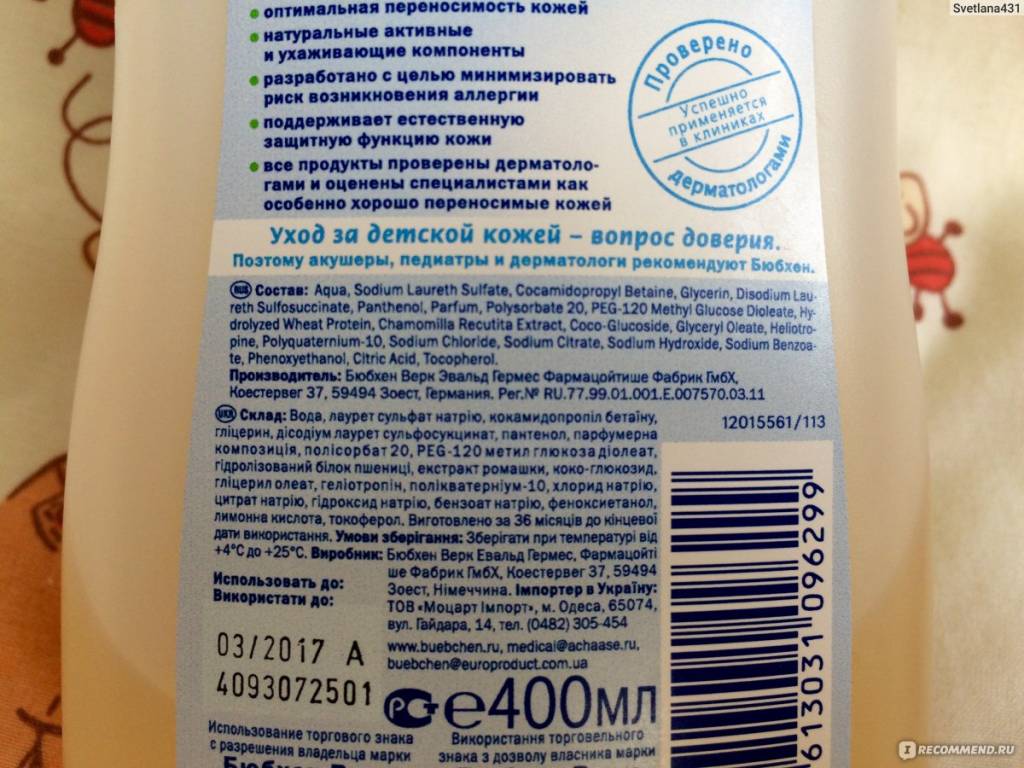 Svetlana431
оптимальная переносимость кожей
натуральные активные
и ухаживающие компоненты
разработано с целью минимизировать
риск возникновения аллергии
поддерживает естественную
защитную функцию кожи
все продукты проверены дерматоло-
гами и оценены специалистами как
особенно хорошо переносимые кожей
Проверено
Успешно
применяется
в клиниках
дерматологами
Уход за детской кожей – вопрос доверия.
Поэтому акушеры, педиатры и дерматологи рекомендуют Бюбхен.
RUS Состав: Aqua, Sodium Laureth Sulfate, Cocamidopropyl Betaine, Glycerin, Disodium Lau-
reth Sulfosuccinate, Panthenol, Parfum, Polysorbate 20, PEG-120 Methyl Glucose Dioleate, Hy-
drolyzed Wheat Protein, Chamomilla Recutita Extract, Coco-Glucoside, Glyceryl Oleate, Heliotro-
pine, Polyquaternium-10, Sodium Chloride, Sodium Citrate, Sodium Hydroxide, Sodium Benzoa-
te, Phenoxyethanol, Citric Acid, Tocopherol.
Производитель: Бюбхен Верк Эвальд Гермес Фармацойтише Фабрик ГмбХ,
Коестервег 37, 59494 Зоест, Германия. Рег.№ RU.77.99.01.001.Е.007570.03.11
UKR Склад: Вода, лаурет сульфат натрію, кокамидопропіл бетаїну,
гліцерин, дісодіум лаурет сульфосукцинат, пантенол, парфумерна
композиція, полісорбат 20, PEG-120 метил глюкоза діолеат,
гідролізований білок пшениці, екстракт ромашки, коко-глюкозид,
гліцерил олеат, геліотропін, полікватерніум-10, хлорид натрію,
цитрат натрію, гідроксид натрію, бензоат натрію, феноксиетанол,
лимонна кислота, токоферол. Виготовлено за 36 місяців до кінцевої
дати використання. Умови зберігання: Зберігати при температурі від
+4°С до +25°С. Виробник: Бюбхен Верк Евальд Гермес, Фармацойті
ше Фабрик ГмбХ, Коестервег 37, 59494
Зоест, Німеччина. Імпортер в Україну:
ТОВ «Моцарт Імпорт», м. Одеса, 65074,
вул. Гайдара, 14, тел. (0482) 305-454
www.buebchen.ru, medical@achaase.ru,
buebchen@europroduct.com.ua
12015561/113
Использовать до:
Використати до:
03/2017 A
4093072501
РСТ e400мл
613031 096299
Использование торгового знака
с разрешения владельца марки
Використання торговельного
знака з дозволу власника марки
I RECOMMEND.RU